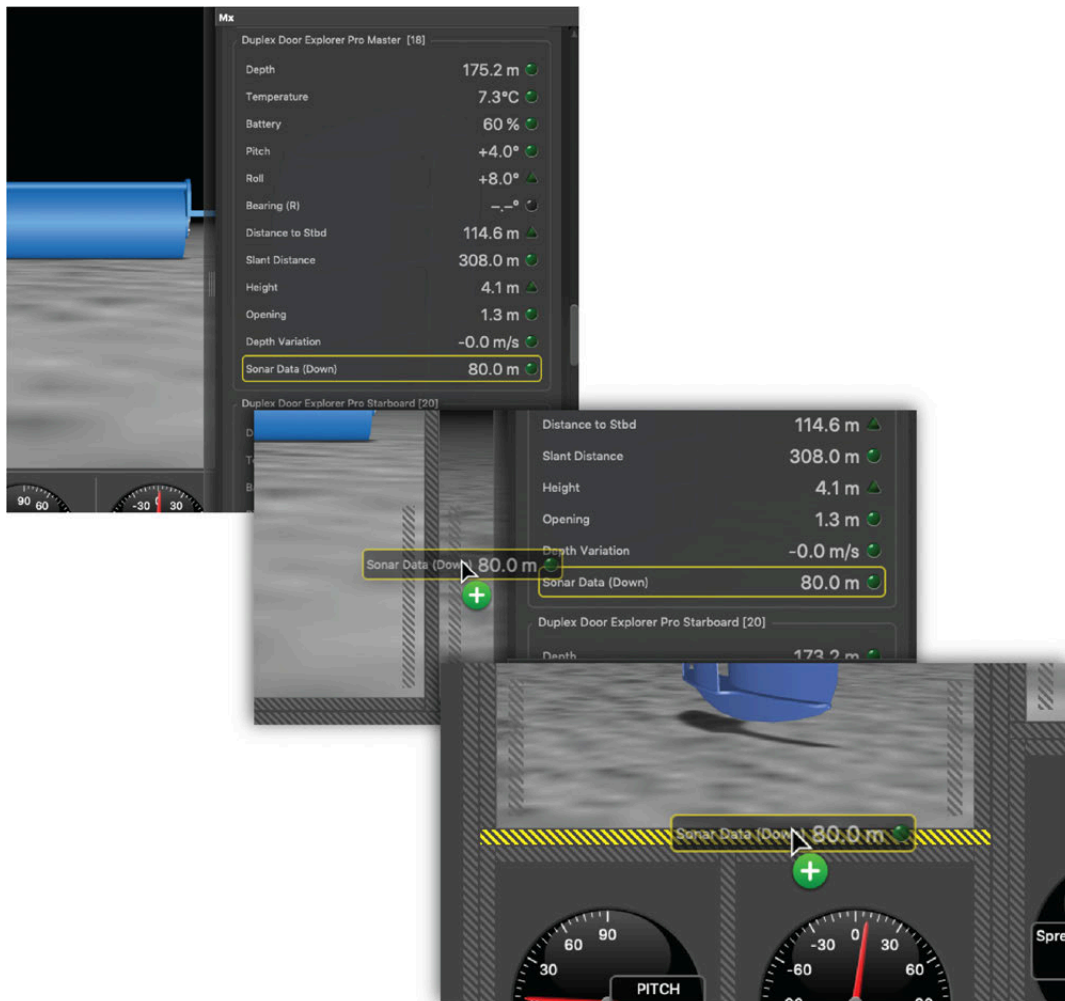 Mx
Duplex Door Explorer Pro Master [18]
Depth 175.2 m
Temperature 7.3°C
Battery 60 %
Pitch +4.0°
Roll +8.0°
Bearing (R) –.–°
Distance to Stbd 114.6 m
Slant Distance 308.0 m
Height 4.1 m
Opening 1.3 m
Depth Variation -0.0 m/s
Sonar Data (Down) 80.0 m
Duplex Door Explorer Pro Starboard [20]
90 60
-30 0 30
Distance to Stbd 114.6 m
Slant Distance 308.0 m
Height 4.1 m
Opening 1.3 m
Depth Variation -0.0 m/s
Sonar Data (Down) 80.0 m
Sonar Data (Down) 80.0 m
Duplex Door Explorer Pro Starboard [20]
Depth 173.2 m
Sonar Data (Down) 80.0 m
30 60 90
PITCH
-60 -30 0 30 60